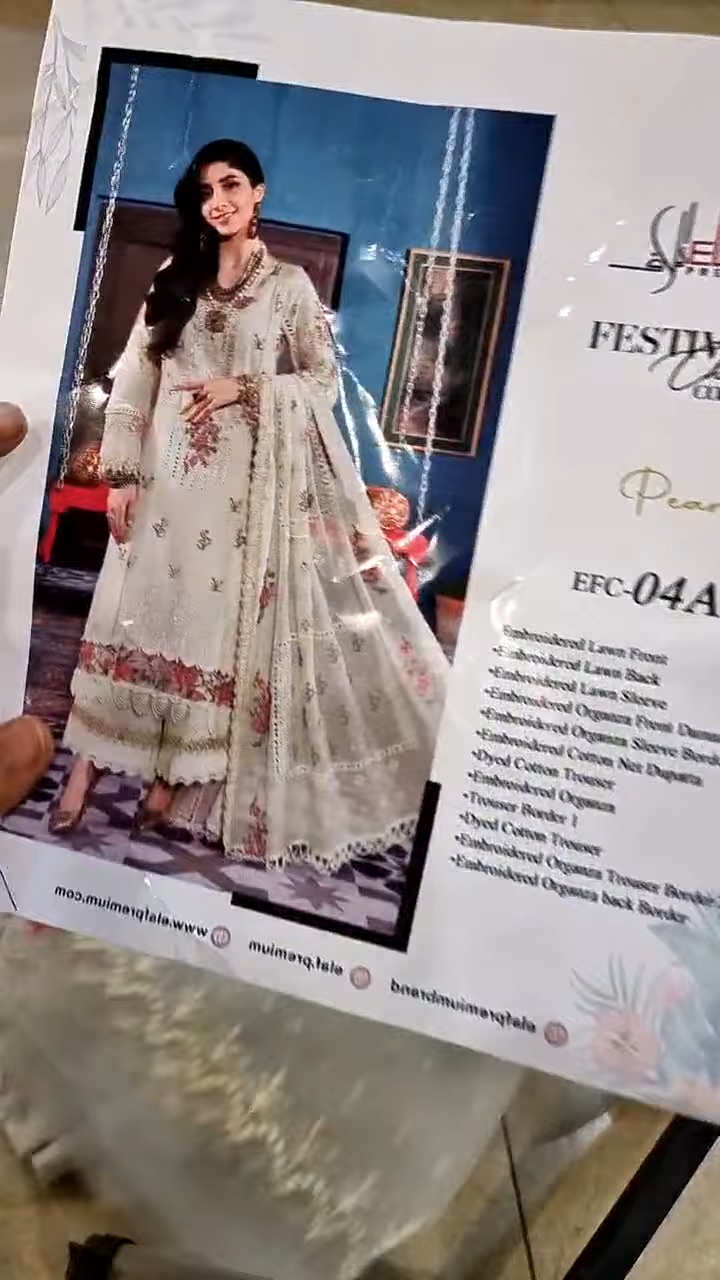 FESTIV
EFC-04A
Embroidered Lawn Front
•Embroidered Lawn Back
•Embroidered Lawn Sleeve
•Embroidered Organza Front
•Embroidered Organza Sleeve
•Embroidered Cotton Net Dupatta
•Dyed Cotton Trouser
•Embroidered Organza
•Trouser Border 1
•Dyed Cotton Trouser
•Embroidered Organza Trouser Border
•Embroidered Organza back Border
www.elafpremium.com
elaf.premium
elafpremiumbrand